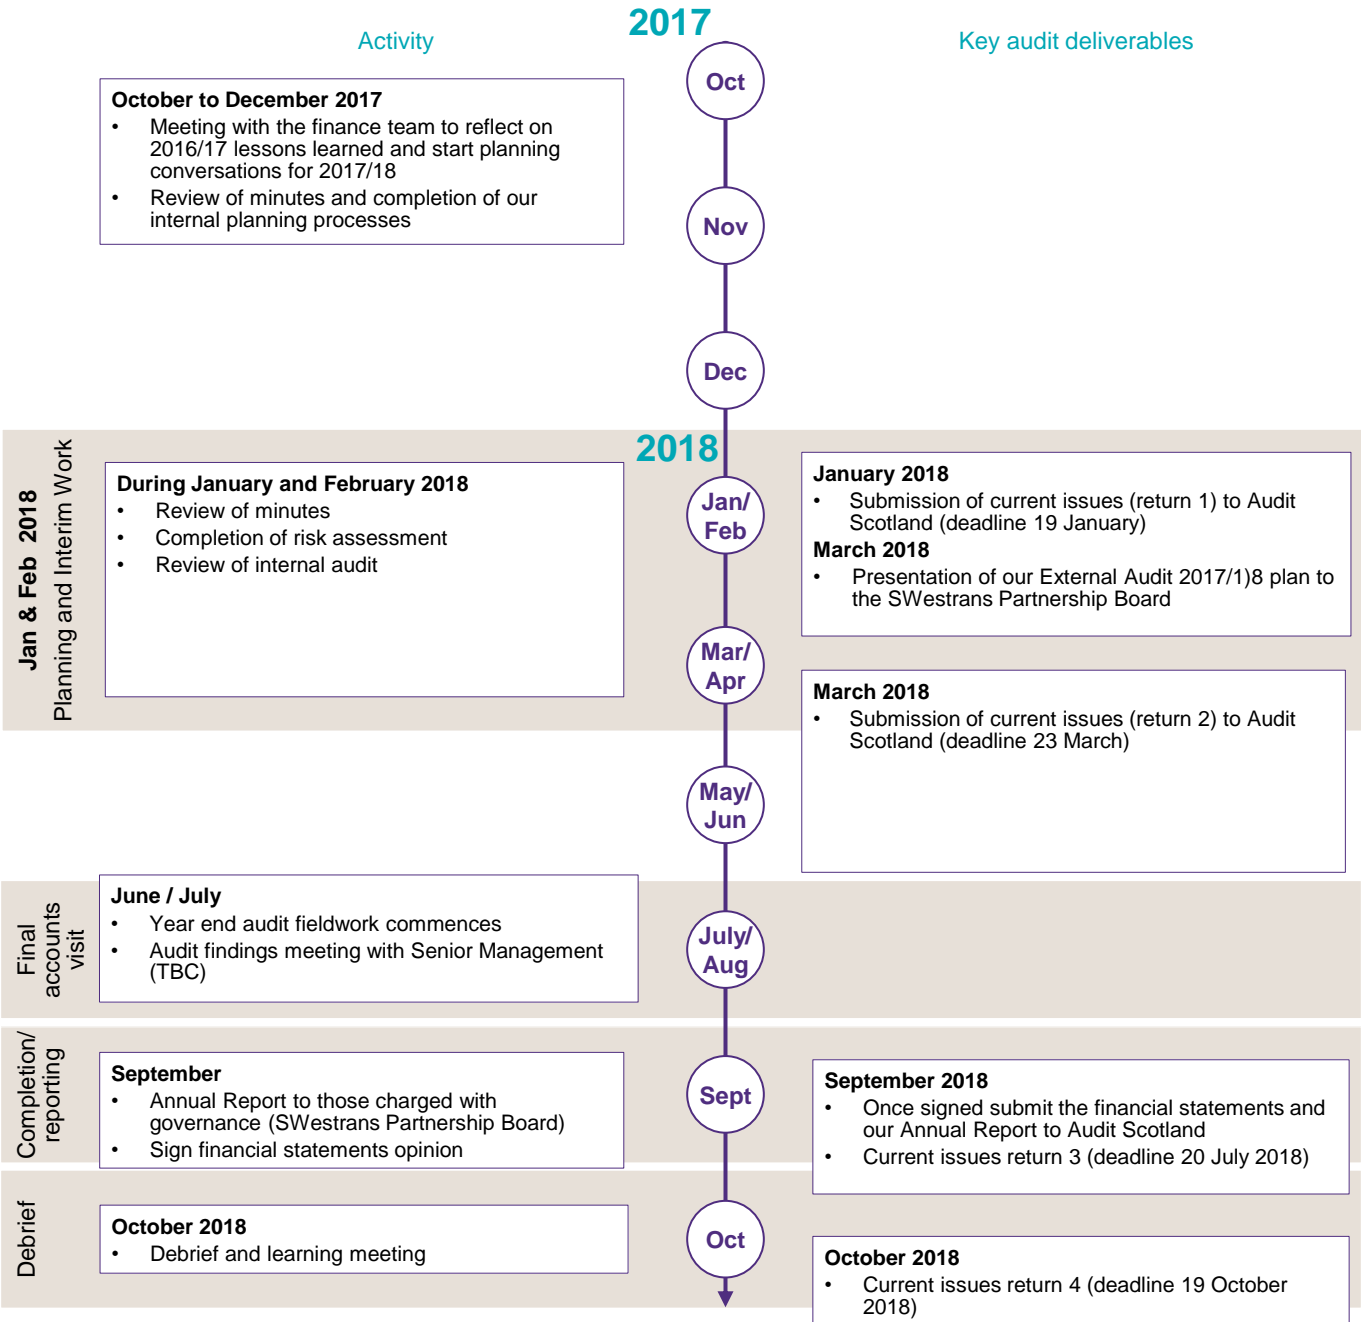 2017
Activity
Key audit deliverables
Oct
October to December 2017
• Meeting with the finance team to reflect on
2016/17 lessons learned and start planning
conversations for 2017/18
• Review of minutes and completion of our
internal planning processes
Nov
Dec
2018
Jan & Feb 2018
Planning and Interim Work
During January and February 2018
• Review of minutes
• Completion of risk assessment
• Review of internal audit
Jan/
Feb
January 2018
• Submission of current issues (return 1) to Audit
Scotland (deadline 19 January)
March 2018
• Presentation of our External Audit 2017/1)8 plan to
the SWestrans Partnership Board
Mar/
Apr
March 2018
• Submission of current issues (return 2) to Audit
Scotland (deadline 23 March)
May/
Jun
Final
accounts
visit
June / July
• Year end audit fieldwork commences
• Audit findings meeting with Senior Management
(TBC)
July/
Aug
Completion/
reporting
September
• Annual Report to those charged with
governance (SWestrans Partnership Board)
• Sign financial statements opinion
Sept
September 2018
• Once signed submit the financial statements and
our Annual Report to Audit Scotland
• Current issues return 3 (deadline 20 July 2018)
Debrief
October 2018
• Debrief and learning meeting
Oct
October 2018
• Current issues return 4 (deadline 19 October
2018)